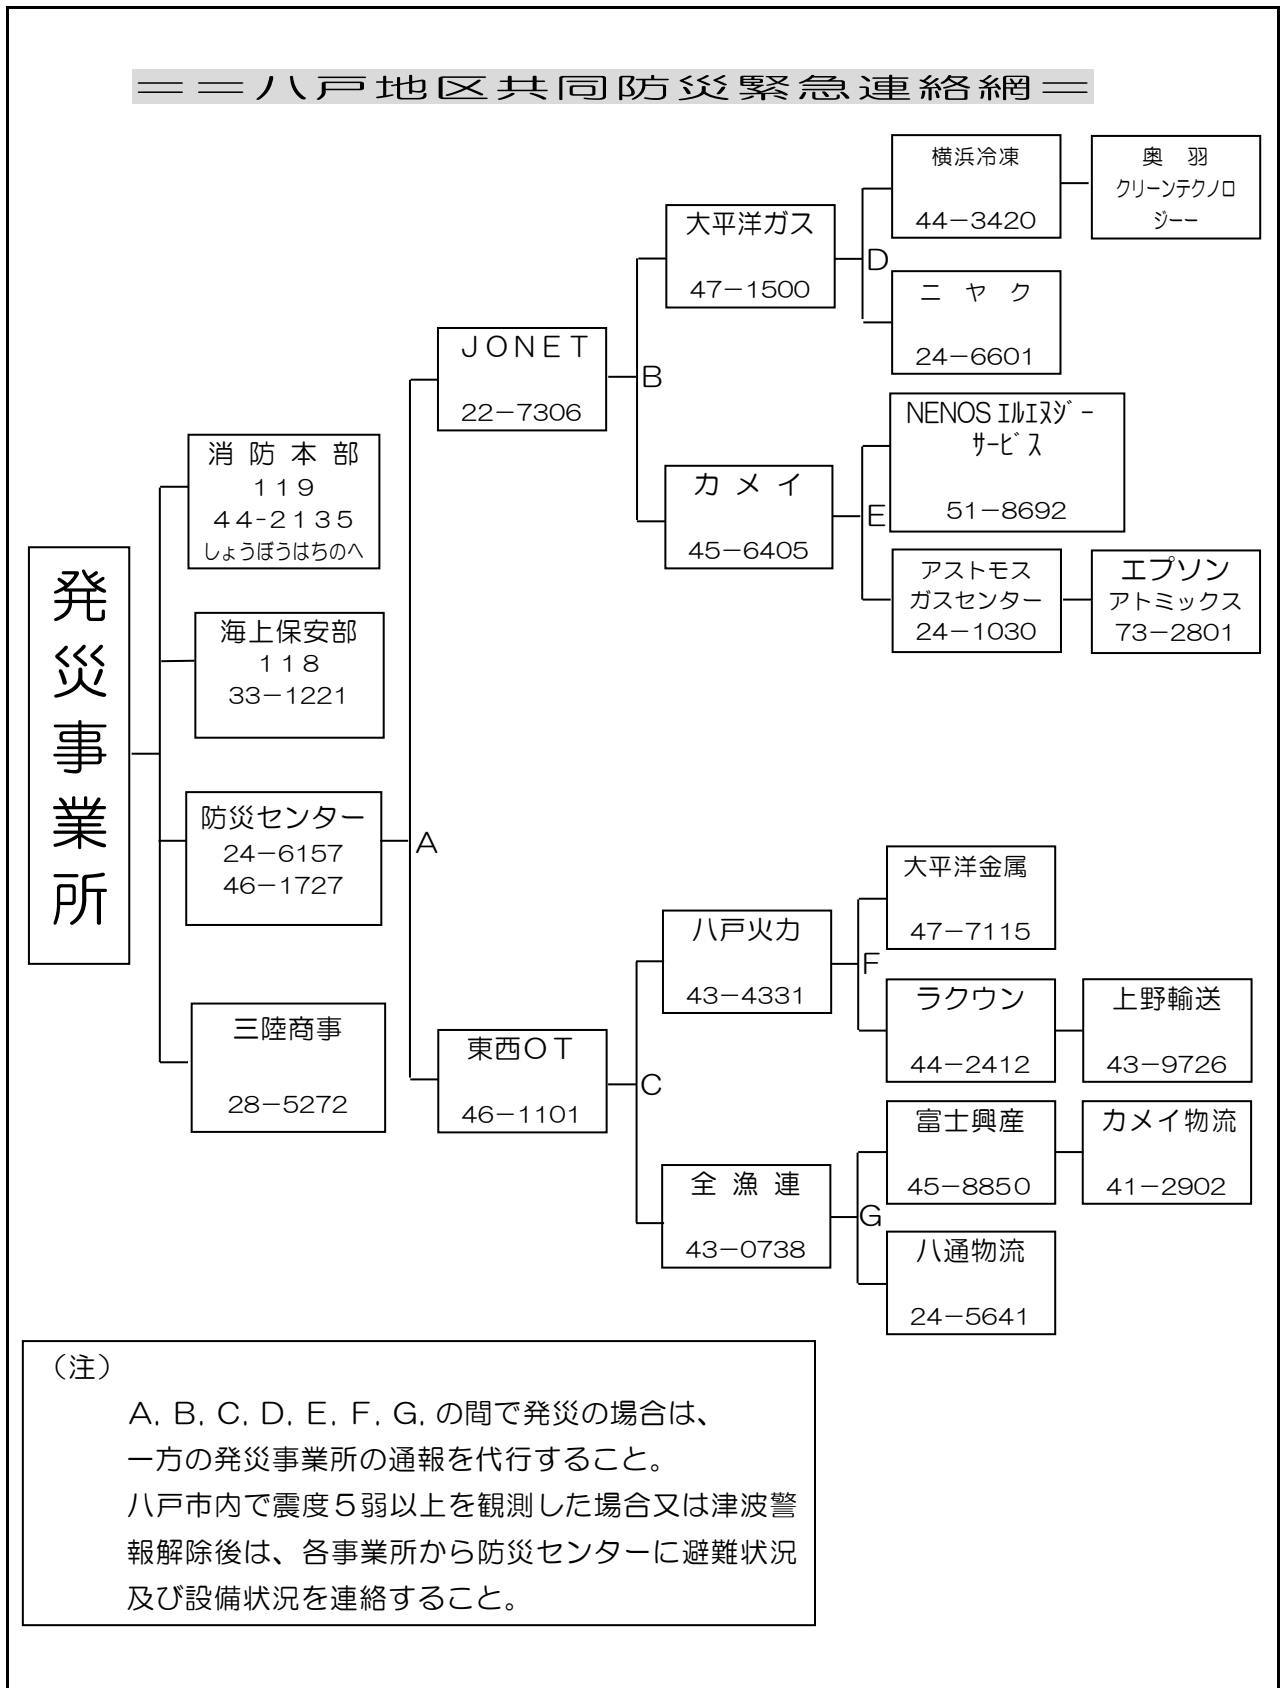 ＝＝八戸地区共同防災緊急連絡網＝
横浜冷凍
44－3420
奥　羽
クリーンテクノロ
ジーー
大平洋ガス
47－1500
D
ニ　ヤ　ク
24－6601
ＪＯＮＥＴ
22－7306
B
NENOS ｴﾙｴﾇｼﾞｰ
ｻｰﾋﾞｽ
51－8692
カ メ イ
45－6405
E
アストモス
ガスセンター
24－1030
エプソン
アトミックス
73－2801
発災事業所
消 防 本 部
１１９
４４-２１３５
しょうぼうはちのへ
海上保安部
１１８
33－1221
防災センター
24－6157
46－1727
A
三陸商事
28－5272
大平洋金属
47－7115
八戸火力
43－4331
F
ラクウン
44－2412
上野輸送
43－9726
東西ＯＴ
46－1101
C
富士興産
45－8850
カメイ物流
41－2902
全 漁 連
43－0738
G
八通物流
24－5641
（注）
A, B, C, D, E, F, G, の間で発災の場合は、
一方の発災事業所の通報を代行すること。
八戸市内で震度５弱以上を観測した場合又は津波警
報解除後は、各事業所から防災センターに避難状況
及び設備状況を連絡すること。